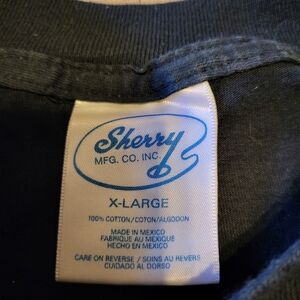 Sherry
MFG. CO. INC.
X-LARGE
100% COTTON/COTON/ALGODON
MADE IN MEXICO
FABRIQUE AU MEXIQUE
HECHO EN MEXICO
CARE ON REVERSE / SOINS AU REVERS
CUIDADO AL DORSO